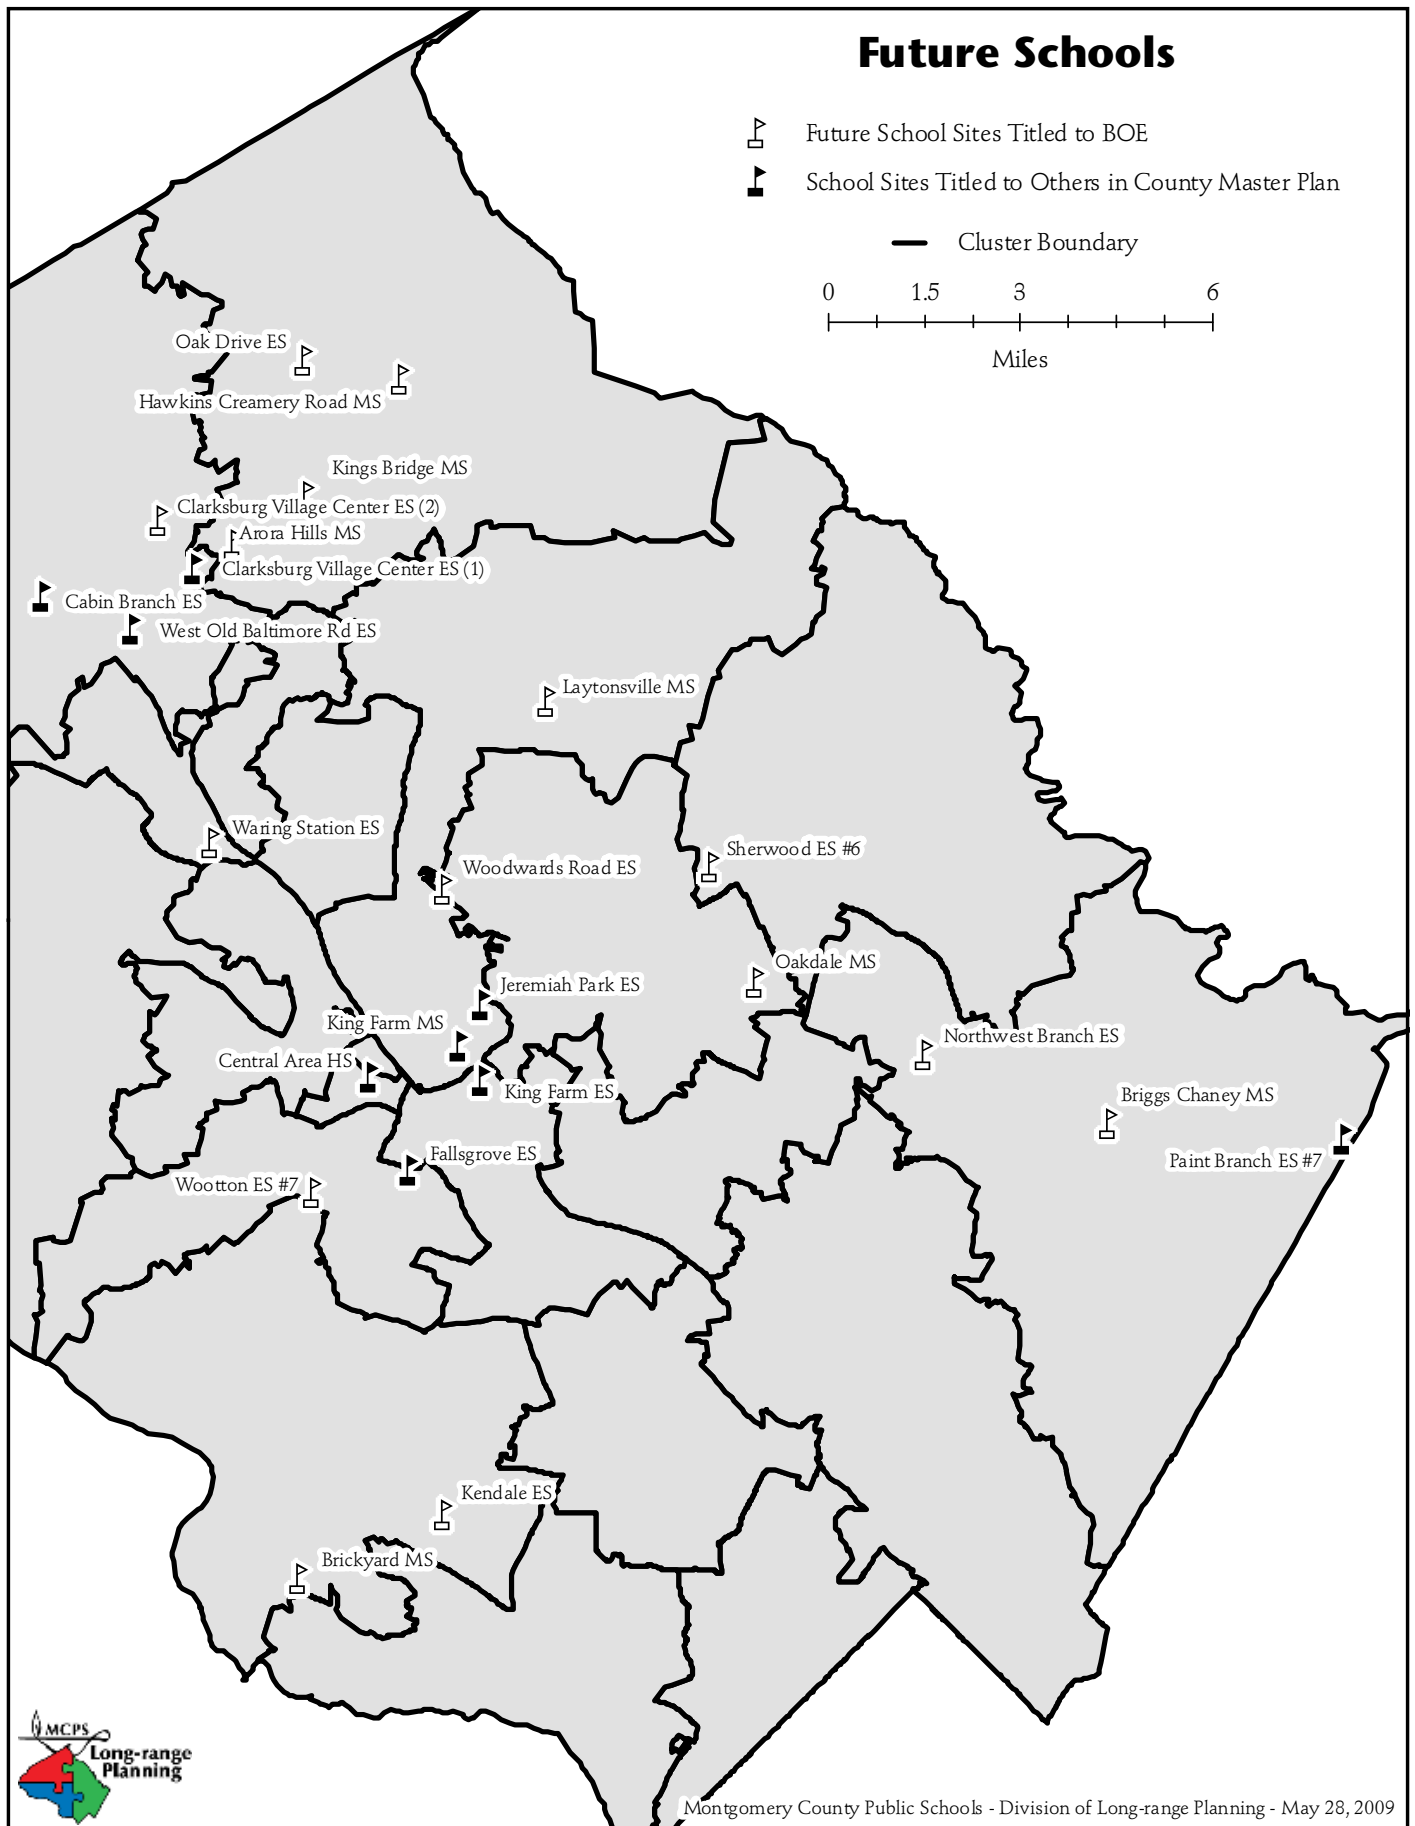 Future Schools
Future School Sites Titled to BOE
School Sites Titled to Others in County Master Plan
Cluster Boundary
0 1.5 3 6
Miles
Oak Drive ES
Hawkins Creamery Road MS
Kings Bridge MS
Clarksburg Village Center ES (2)
Arora Hills MS
Clarksburg Village Center ES (1)
Cabin Branch ES
West Old Baltimore Rd ES
Laytonsville MS
Waring Station ES
Sherwood ES #6
Woodwards Road ES
Oakdale MS
Jeremiah Park ES
King Farm MS
Northwest Branch ES
Central Area HS
King Farm ES
Briggs Chaney MS
Fallsgrove ES
Paint Branch ES #7
Wootton ES #7
Kendale ES
Brickyard MS
MCPS
Long-range
Planning
Montgomery County Public Schools - Division of Long-range Planning - May 28, 2009